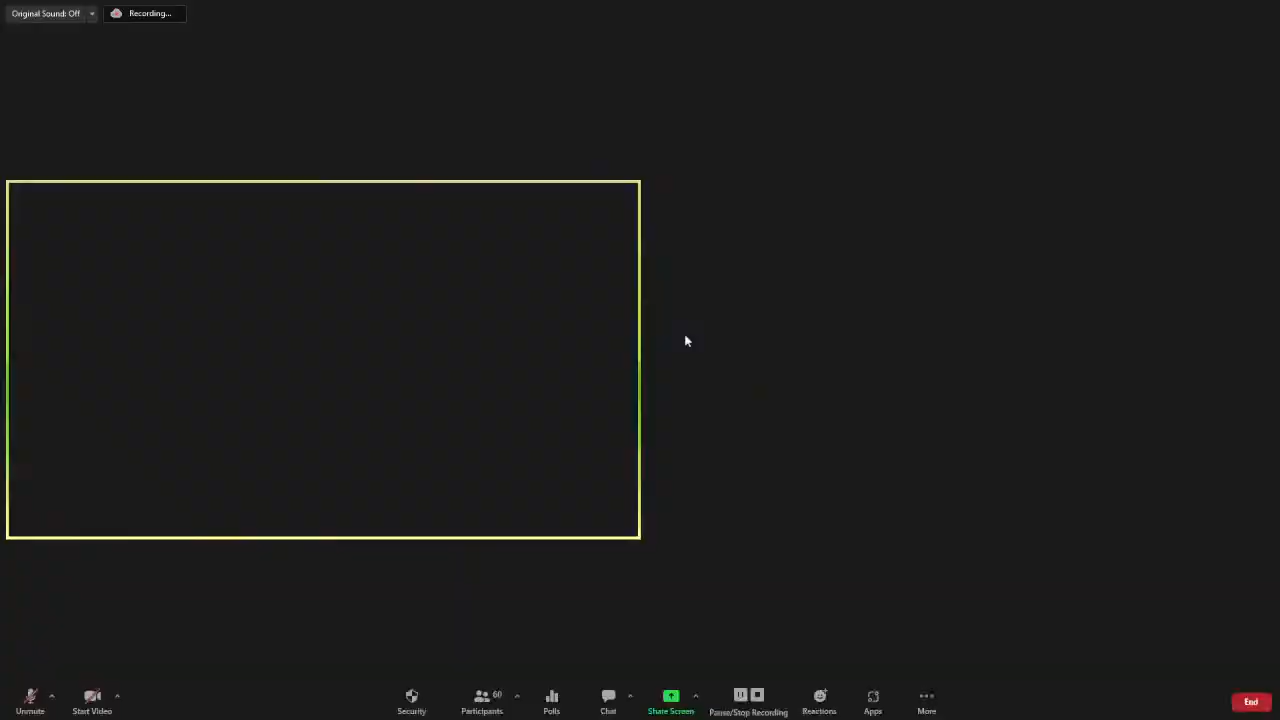 Original Sound: Off
Recording...
Unmute
Start Video
Security
60
Participants
Polls
Chat
Share Screen
Pause/Stop Recording
Reactions
Apps
More
End